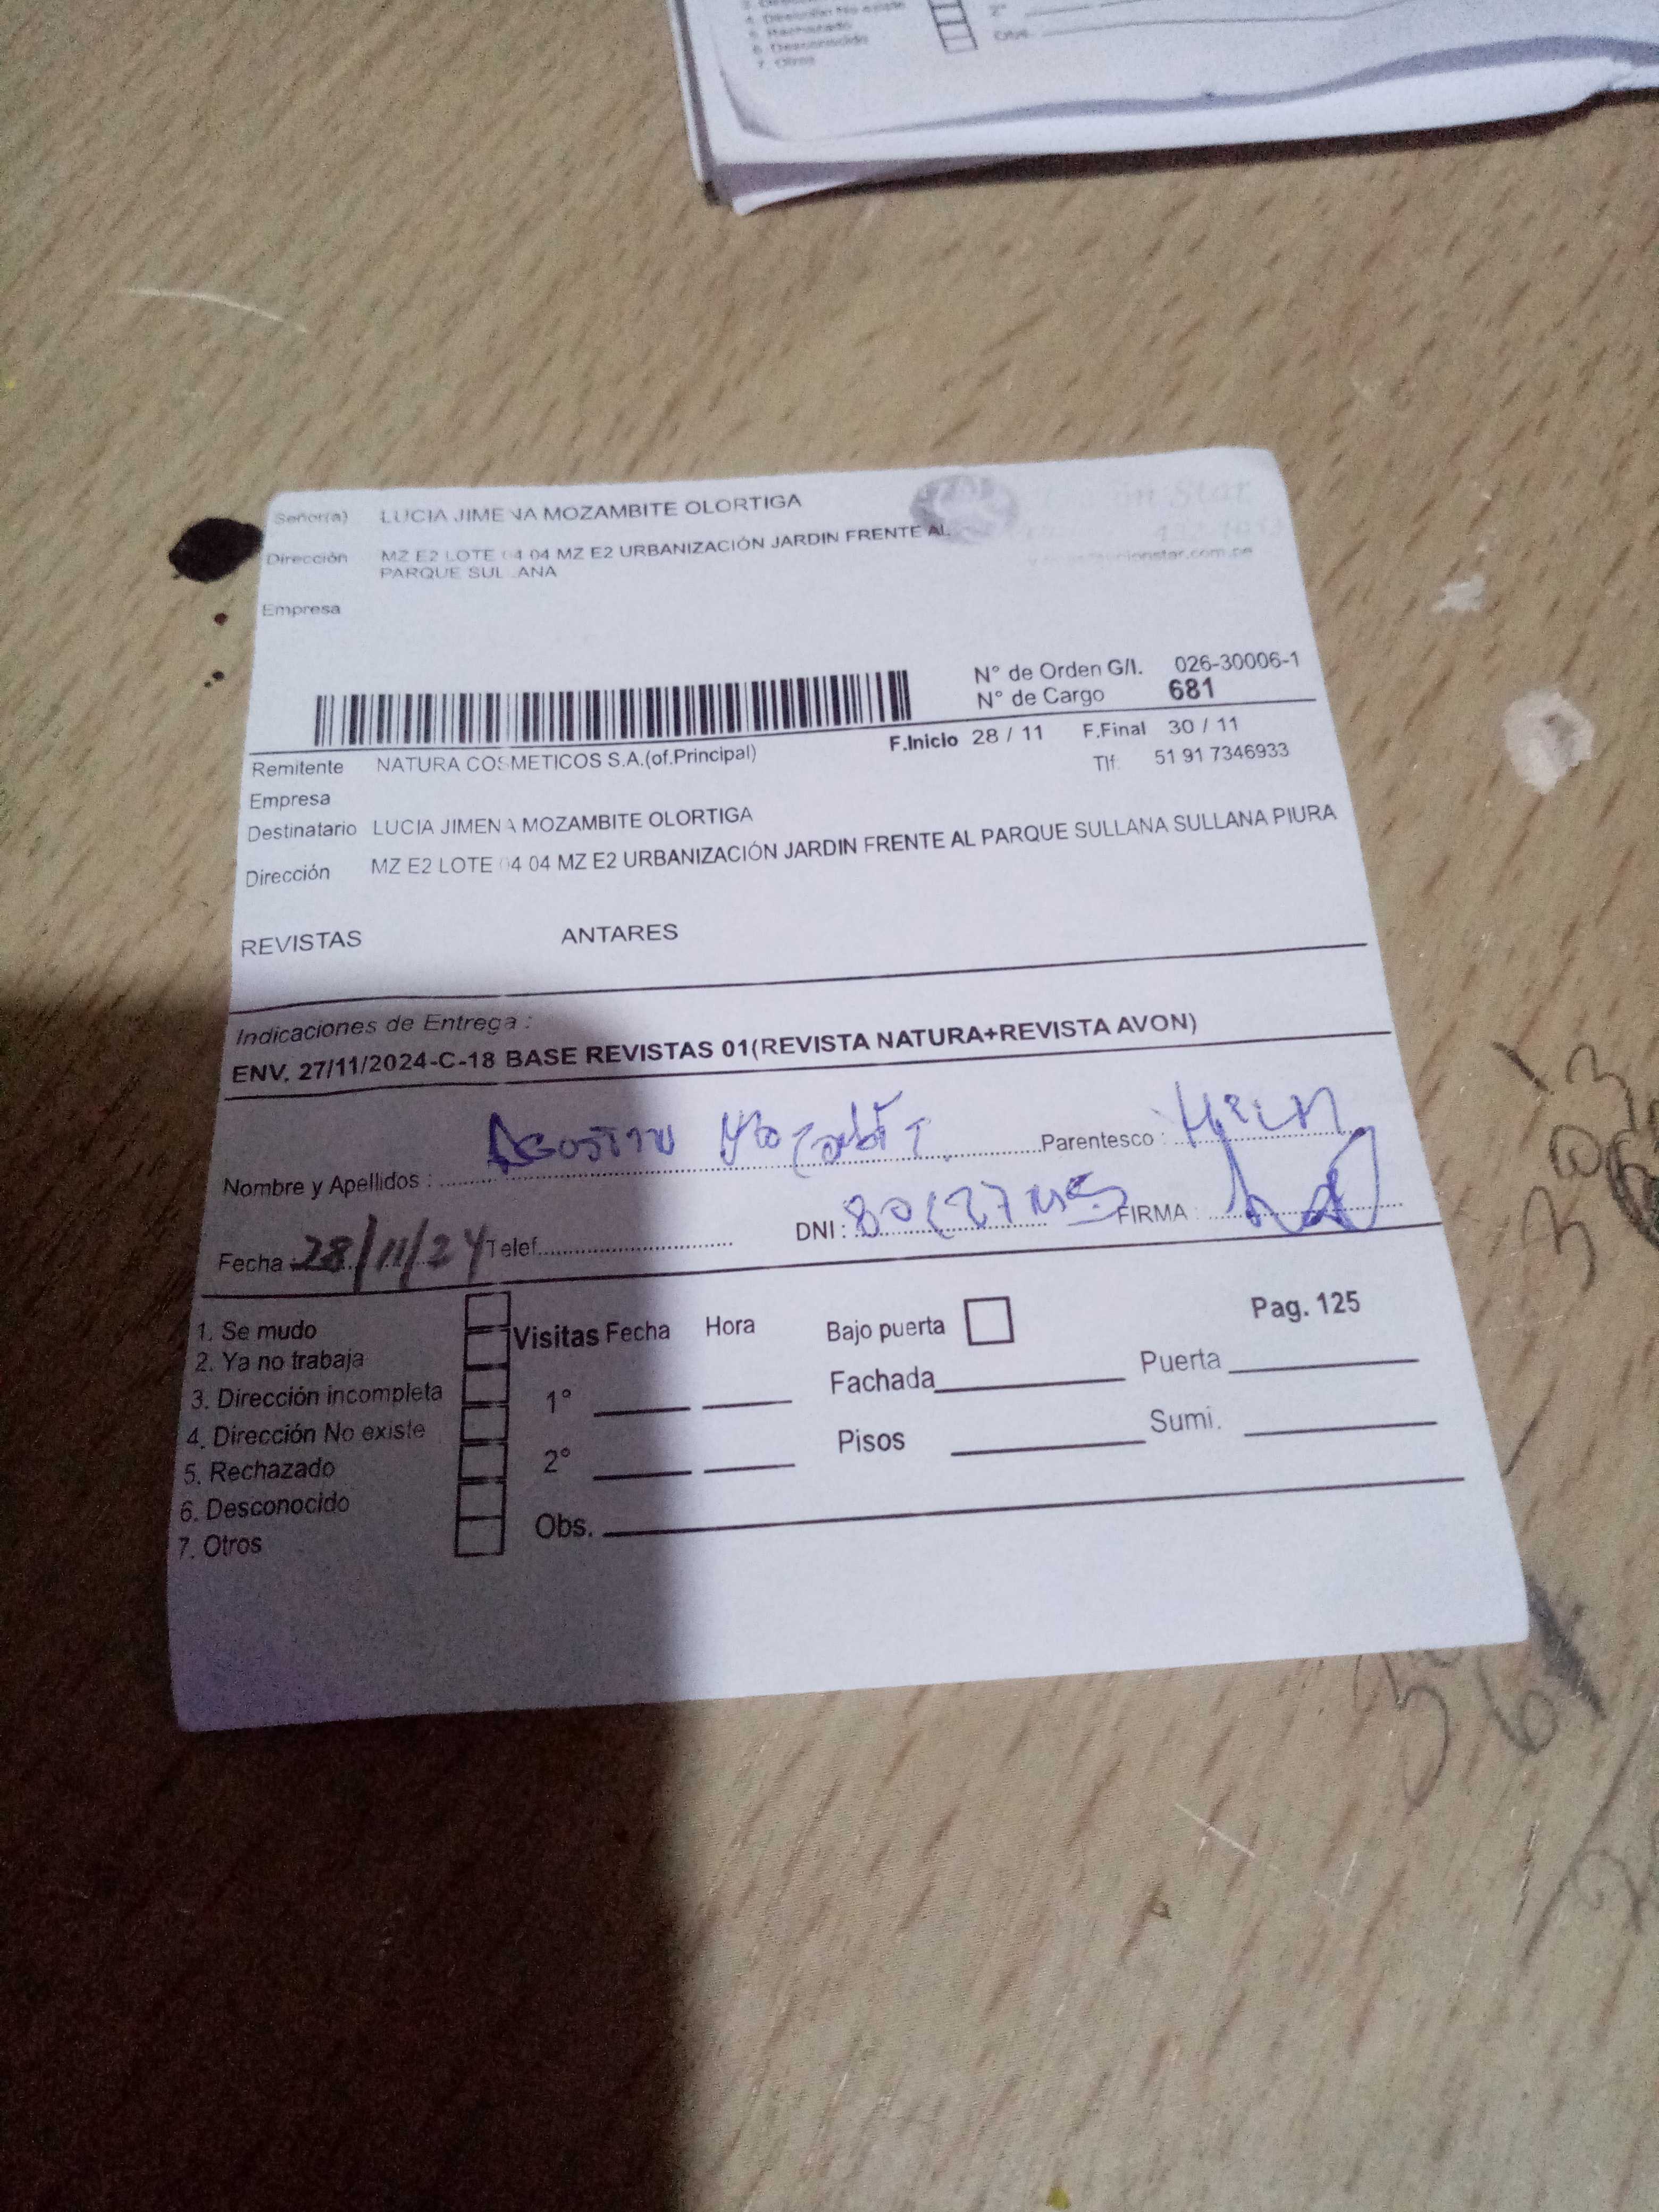 Señor(a) LUCIA JIMENA MOZAMBITE OLORTIGA
Dirección MZ E2 LOTE 04 04 MZ E2 URBANIZACIÓN JARDIN FRENTE AL
PARQUE SULLANA
Empresa
N° de Orden G/I. 026-30006-1
N° de Cargo 681
F.Inicio 28 / 11 F.Final 30 / 11
Remitente NATURA COSMETICOS S.A.(of.Principal) Tlf. 51 91 7346933
Empresa
Destinatario LUCIA JIMENA MOZAMBITE OLORTIGA
Dirección MZ E2 LOTE 04 04 MZ E2 URBANIZACIÓN JARDIN FRENTE AL PARQUE SULLANA SULLANA PIURA
REVISTAS ANTARES
Indicaciones de Entrega :
ENV. 27/11/2024-C-18 BASE REVISTAS 01(REVISTA NATURA+REVISTA AVON)
Nombre y Apellidos : Agustin Parentesco :
Fecha : 28/11/24 Telef. DNI : FIRMA :
1. Se mudo
2. Ya no trabaja
3. Dirección incompleta
4. Dirección No existe
5. Rechazado
6. Desconocido
7. Otros
Visitas Fecha Hora
1°
2°
Obs.
Bajo puerta Pag. 125
Fachada Puerta
Pisos Sumi.